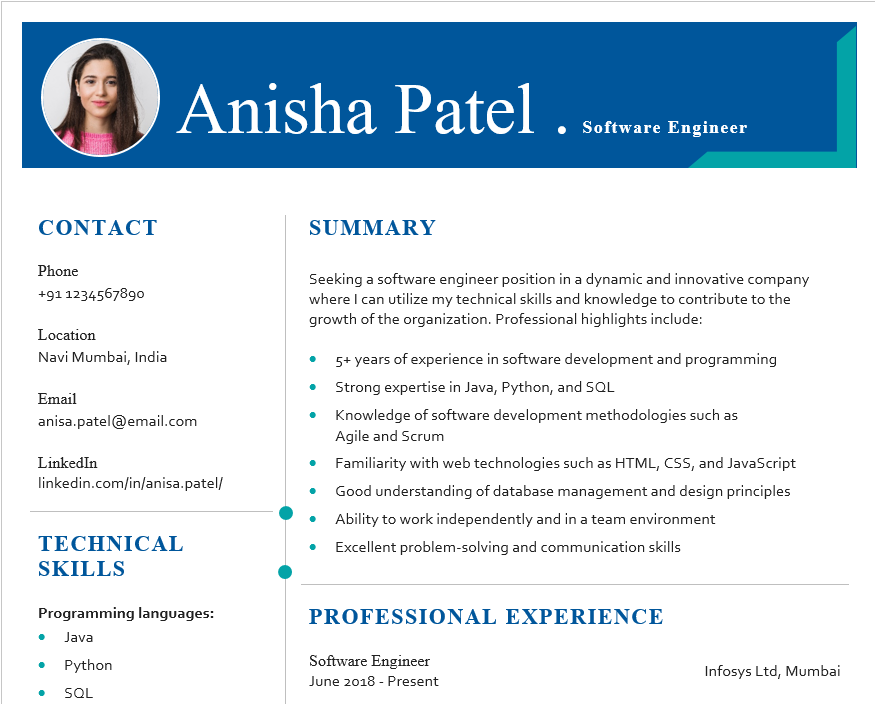 Anisha Patel . Software Engineer
CONTACT
Phone
+91 1234567890
Location
Navi Mumbai, India
Email
anisa.patel@email.com
LinkedIn
linkedin.com/in/anisa.patel/
TECHNICAL
SKILLS
Programming languages:
• Java
• Python
• SQL
SUMMARY
Seeking a software engineer position in a dynamic and innovative company
where I can utilize my technical skills and knowledge to contribute to the
growth of the organization. Professional highlights include:
• 5+ years of experience in software development and programming
• Strong expertise in Java, Python, and SQL
• Knowledge of software development methodologies such as
Agile and Scrum
• Familiarity with web technologies such as HTML, CSS, and JavaScript
• Good understanding of database management and design principles
• Ability to work independently and in a team environment
• Excellent problem-solving and communication skills
PROFESSIONAL EXPERIENCE
Software Engineer
June 2018 - Present
Infosys Ltd, Mumbai